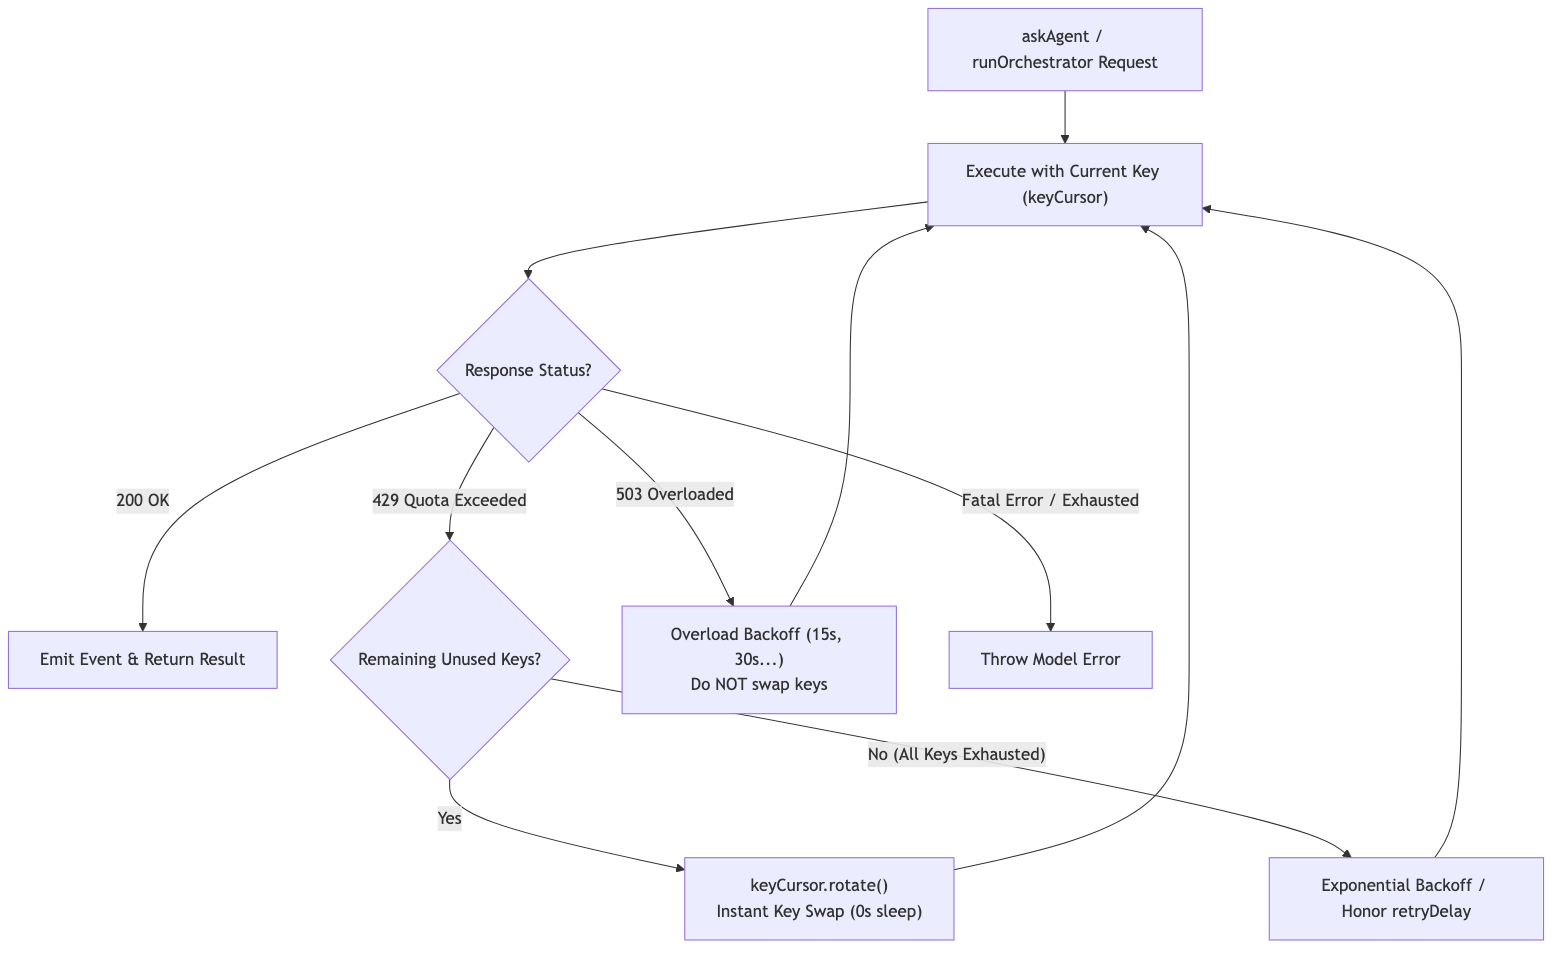 askAgent /
runOrchestrator Request
Execute with Current Key
(keyCursor)
Response Status?
200 OK
429 Quota Exceeded
503 Overloaded
Fatal Error / Exhausted
Emit Event & Return Result
Remaining Unused Keys?
Overload Backoff (15s,
30s...)
Do NOT swap keys
Throw Model Error
No (All Keys Exhausted)
Yes
keyCursor.rotate()
Instant Key Swap (0s sleep)
Exponential Backoff /
Honor retryDelay